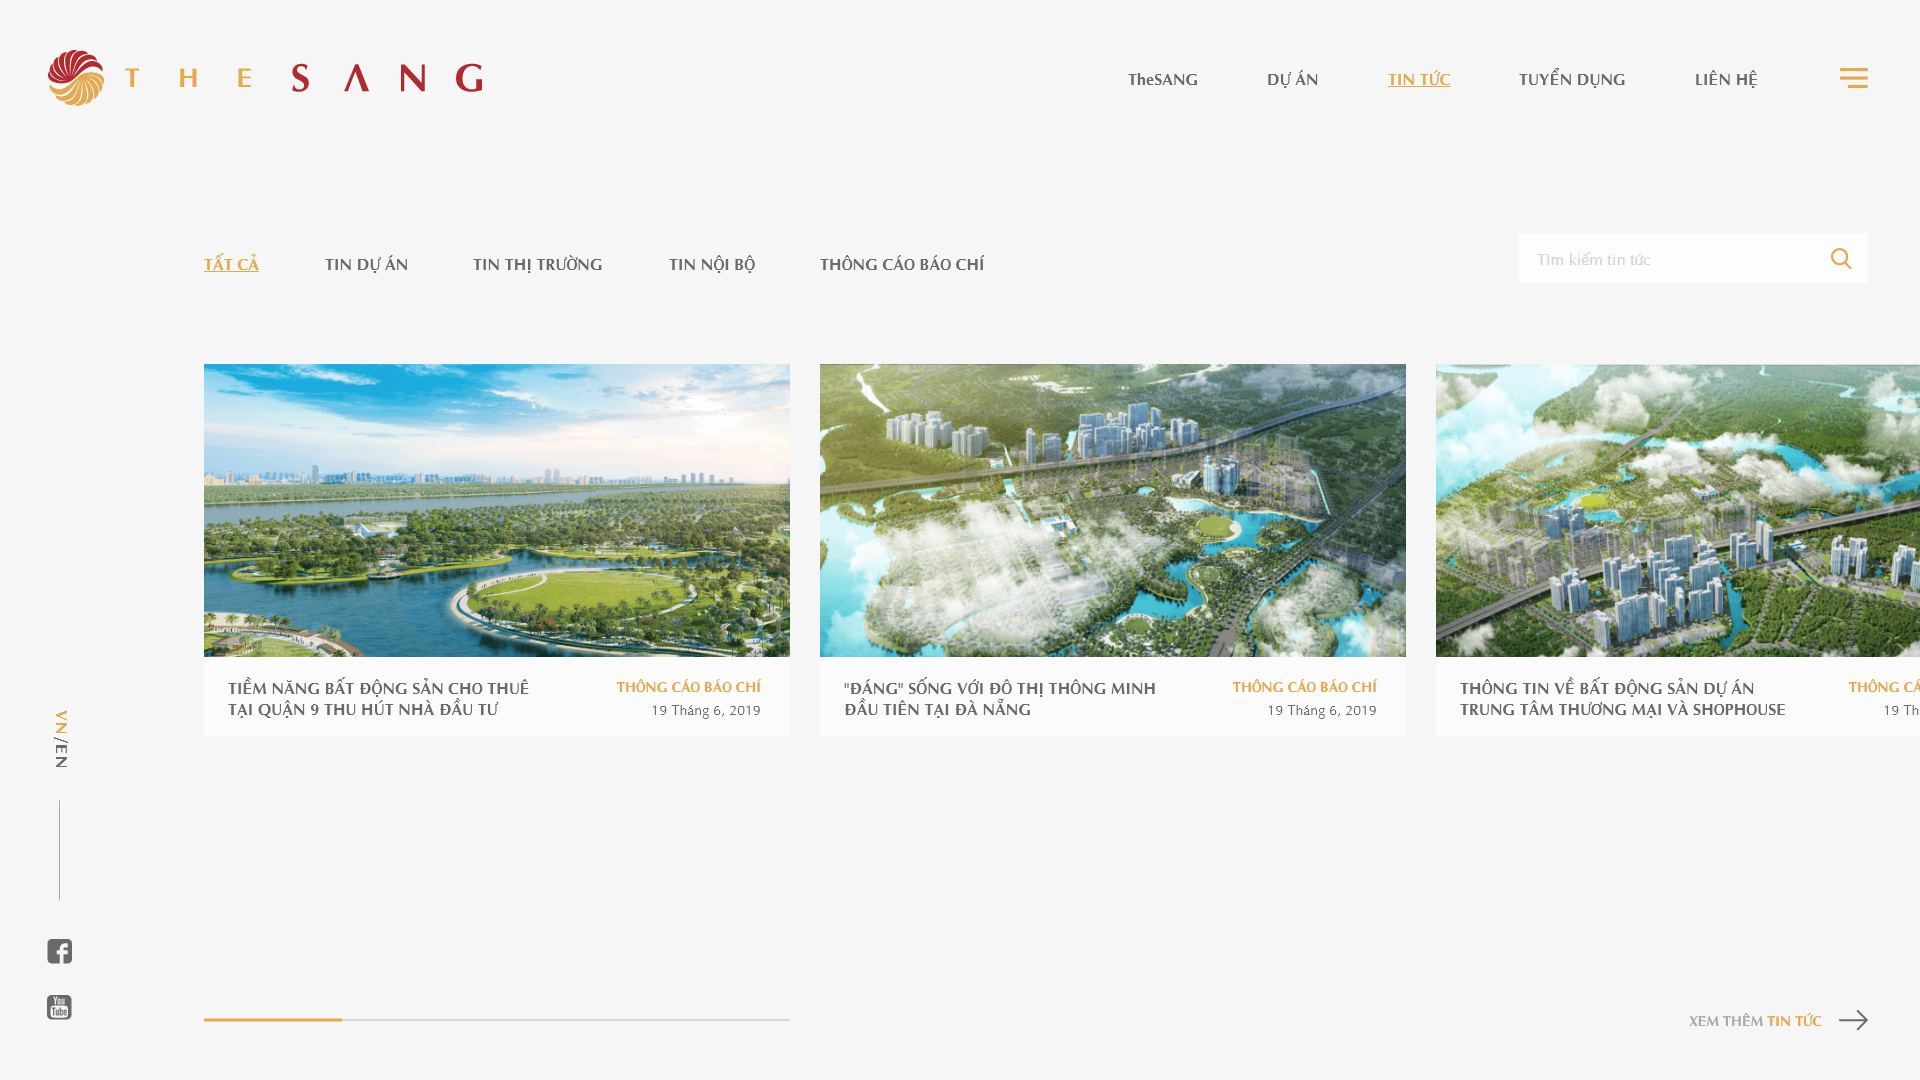 THE SANG
TheSANG
DỰ ÁN
TIN TỨC
TUYỂN DỤNG
LIÊN HỆ
TẤT CẢ
TIN DỰ ÁN
TIN THỊ TRƯỜNG
TIN NỘI BỘ
THÔNG CÁO BÁO CHÍ
Tìm kiếm tin tức
TIỀM NĂNG BẤT ĐỘNG SẢN CHO THUÊ
TẠI QUẬN 9 THU HÚT NHÀ ĐẦU TƯ
THÔNG CÁO BÁO CHÍ
19 Tháng 6, 2019
"ĐÁNG" SỐNG VỚI ĐÔ THỊ THÔNG MINH
ĐẦU TIÊN TẠI ĐÀ NẴNG
THÔNG CÁO BÁO CHÍ
19 Tháng 6, 2019
THÔNG TIN VỀ BẤT ĐỘNG SẢN DỰ ÁN
TRUNG TÂM THƯƠNG MẠI VÀ SHOPHOUSE
THÔNG CÁ
19 Th
VN/EN
You
Tube
XEM THÊM TIN TỨC